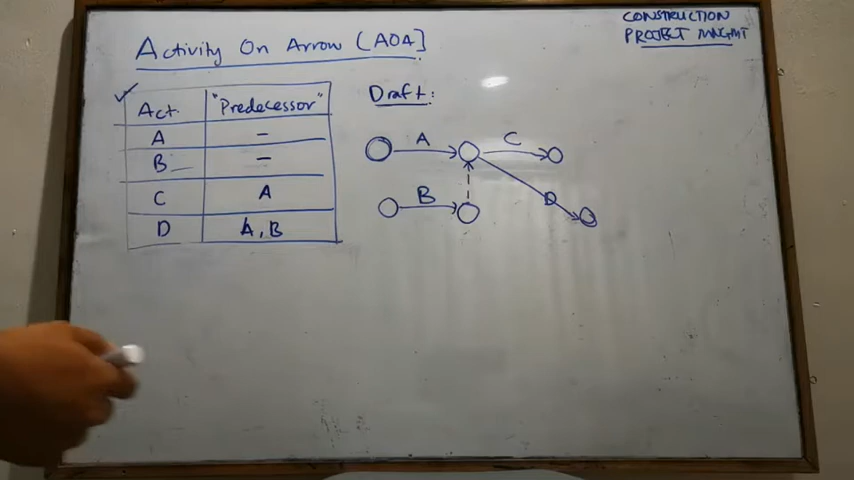 CONSTRUCTION
PROJECT MNGMT
Activity On Arrow (AOA]
Act. "Predecessor"
A -
B -
C A
D A, B
Draft:
A C
B D